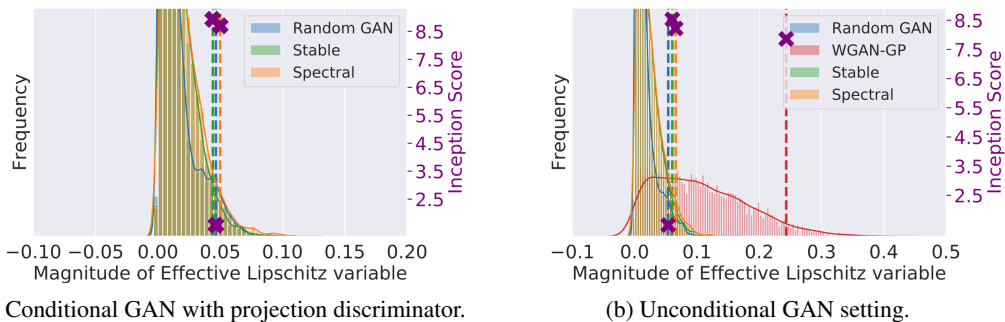 Frequency
Random GAN
Stable
Spectral
8.5
7.5
6.5
5.5
4.5
3.5
2.5
Inception Score
−0.10 −0.05 0.00 0.05 0.10 0.15 0.20
Magnitude of Effective Lipschitz variable
Conditional GAN with projection discriminator.
Frequency
Random GAN
WGAN-GP
Stable
Spectral
8.5
7.5
6.5
5.5
4.5
3.5
2.5
Inception Score
−0.1 0.0 0.1 0.2 0.3 0.4 0.5
Magnitude of Effective Lipschitz variable
(b) Unconditional GAN setting.